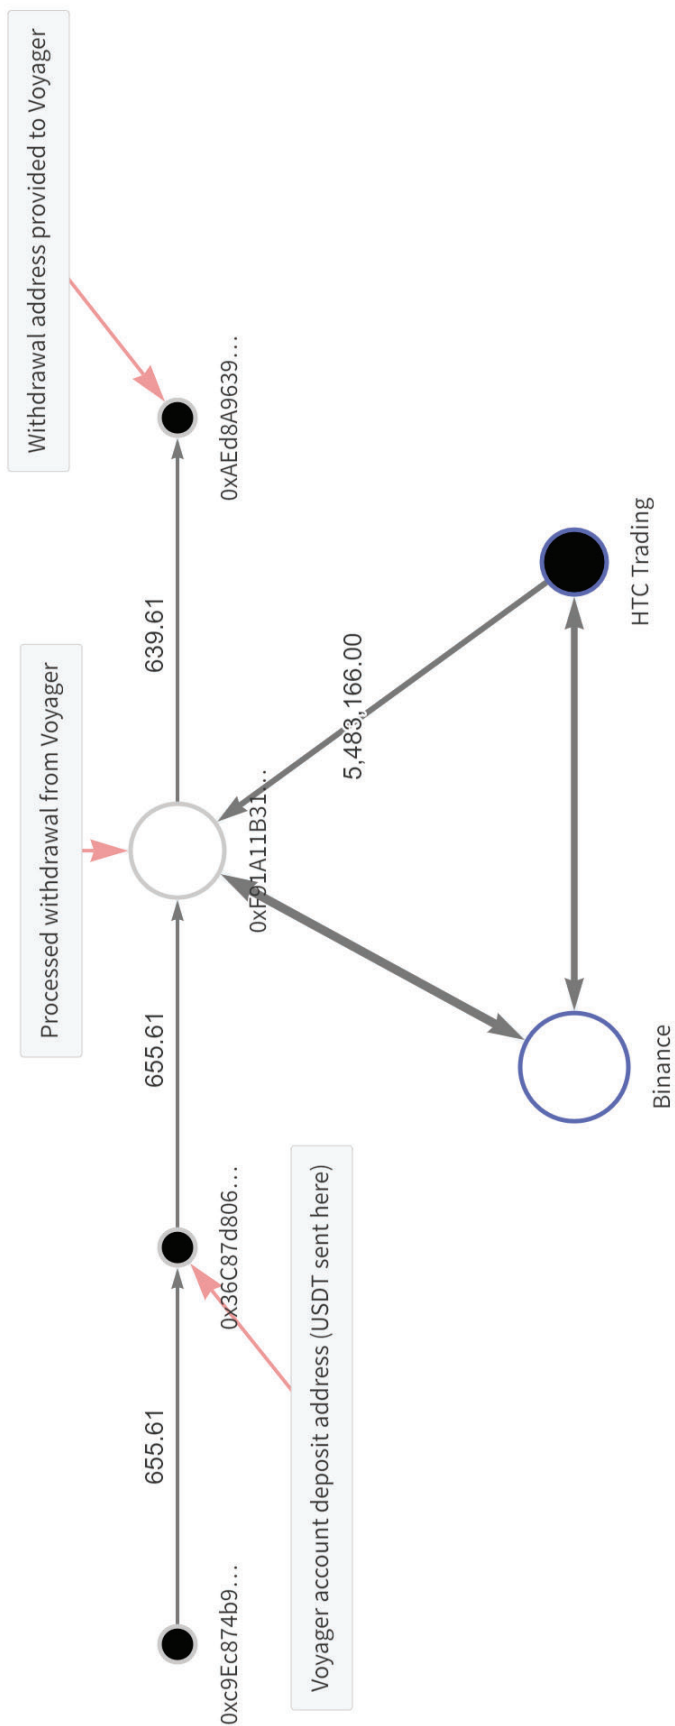 Withdrawal address provided to Voyager
Processed withdrawal from Voyager
655.61
655.61
639.61
0xc9Ec874b9...
0x36C87d806...
0xF91A11B31...
0xAEd8A9639...
Voyager account deposit address (USDT sent here)
5,483,166.00
Binance
HTC Trading